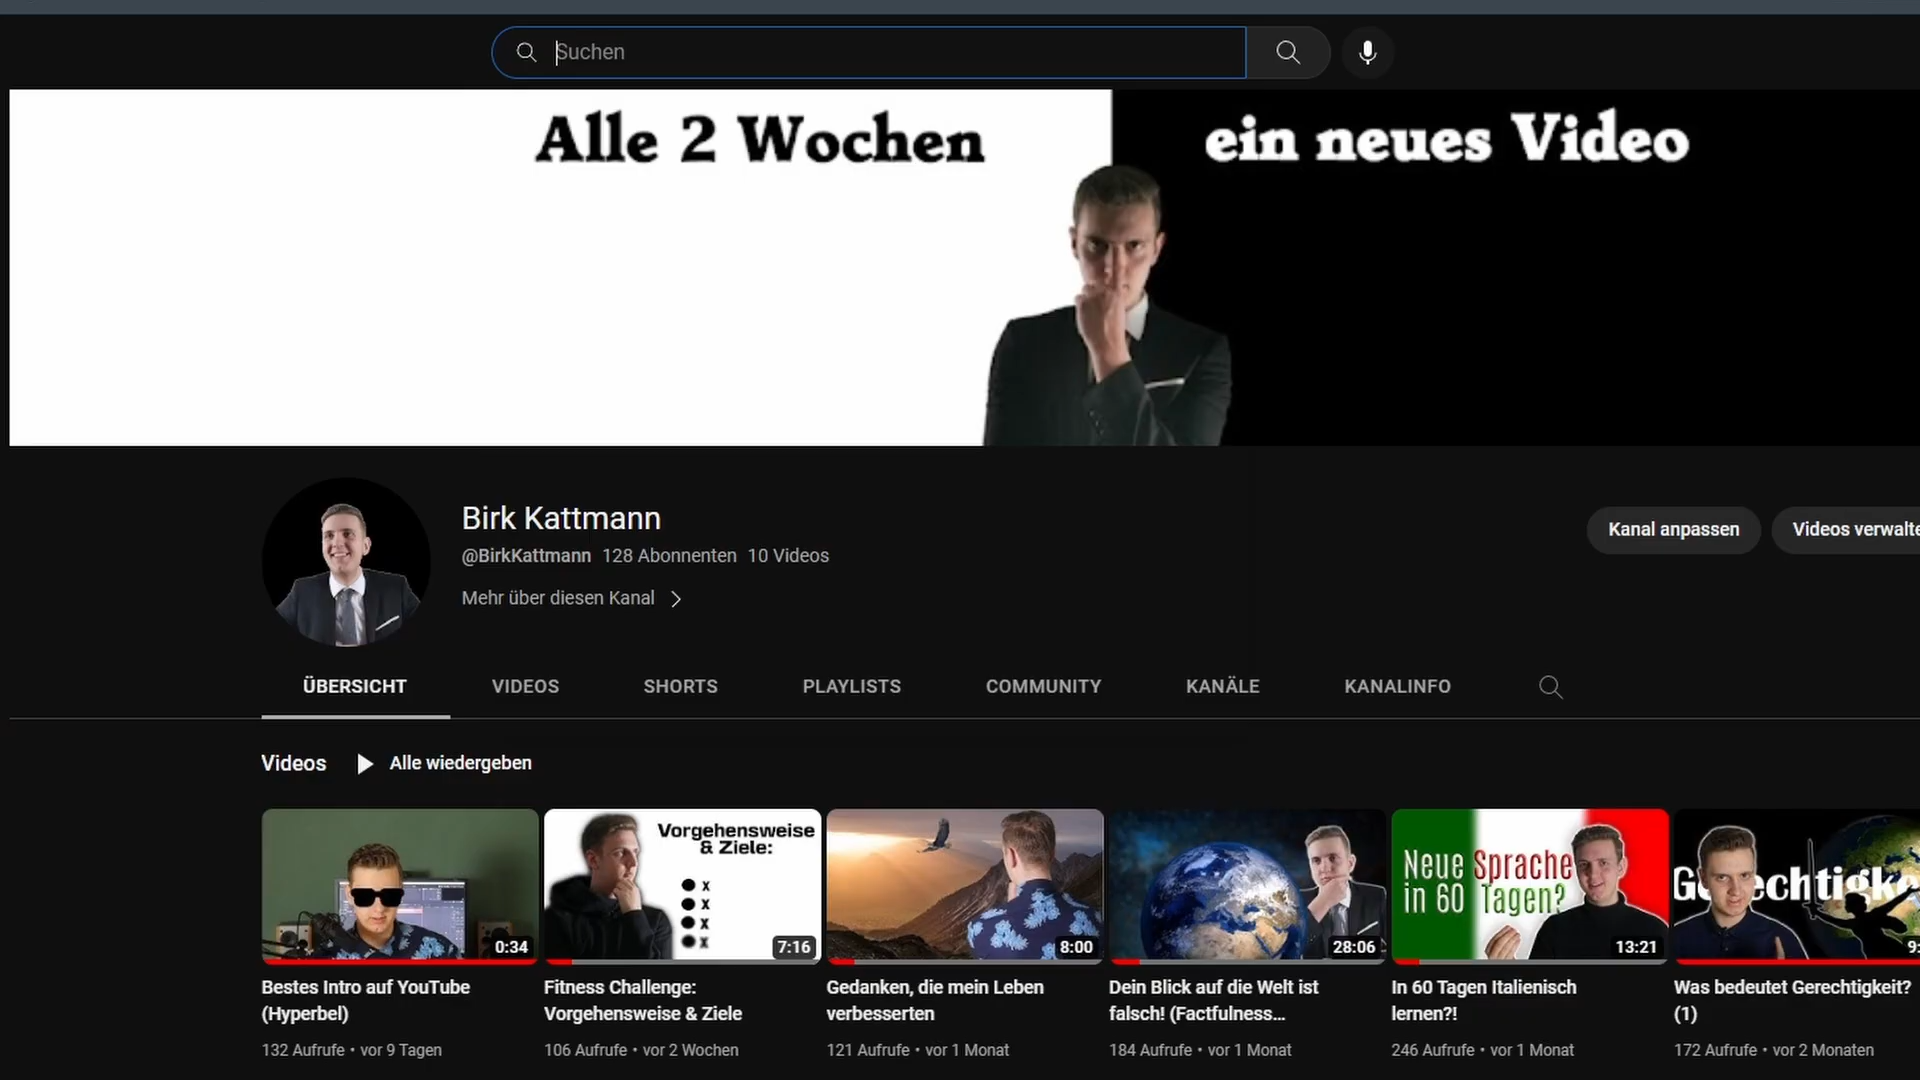 Suchen
Alle 2 Wochen ein neues Video
Birk Kattmann
@BirkKattmann 128 Abonnenten 10 Videos
Mehr über diesen Kanal
Kanal anpassen
Videos verwalte
ÜBERSICHT VIDEOS SHORTS PLAYLISTS COMMUNITY KANÄLE KANALINFO
Videos Alle wiedergeben
0:34
Bestes Intro auf YouTube
(Hyperbel)
132 Aufrufe • vor 9 Tagen
Vorgehensweise
& Ziele:
x
x
x
x
7:16
Fitness Challenge:
Vorgehensweise & Ziele
106 Aufrufe • vor 2 Wochen
8:00
Gedanken, die mein Leben
verbesserten
121 Aufrufe • vor 1 Monat
28:06
Dein Blick auf die Welt ist
falsch! (Factfulness...
184 Aufrufe • vor 1 Monat
Neue Sprache
in 60 Tagen?
13:21
In 60 Tagen Italienisch
lernen?!
246 Aufrufe • vor 1 Monat
9:
Was bedeutet Gerechtigkeit?
(1)
172 Aufrufe • vor 2 Monaten